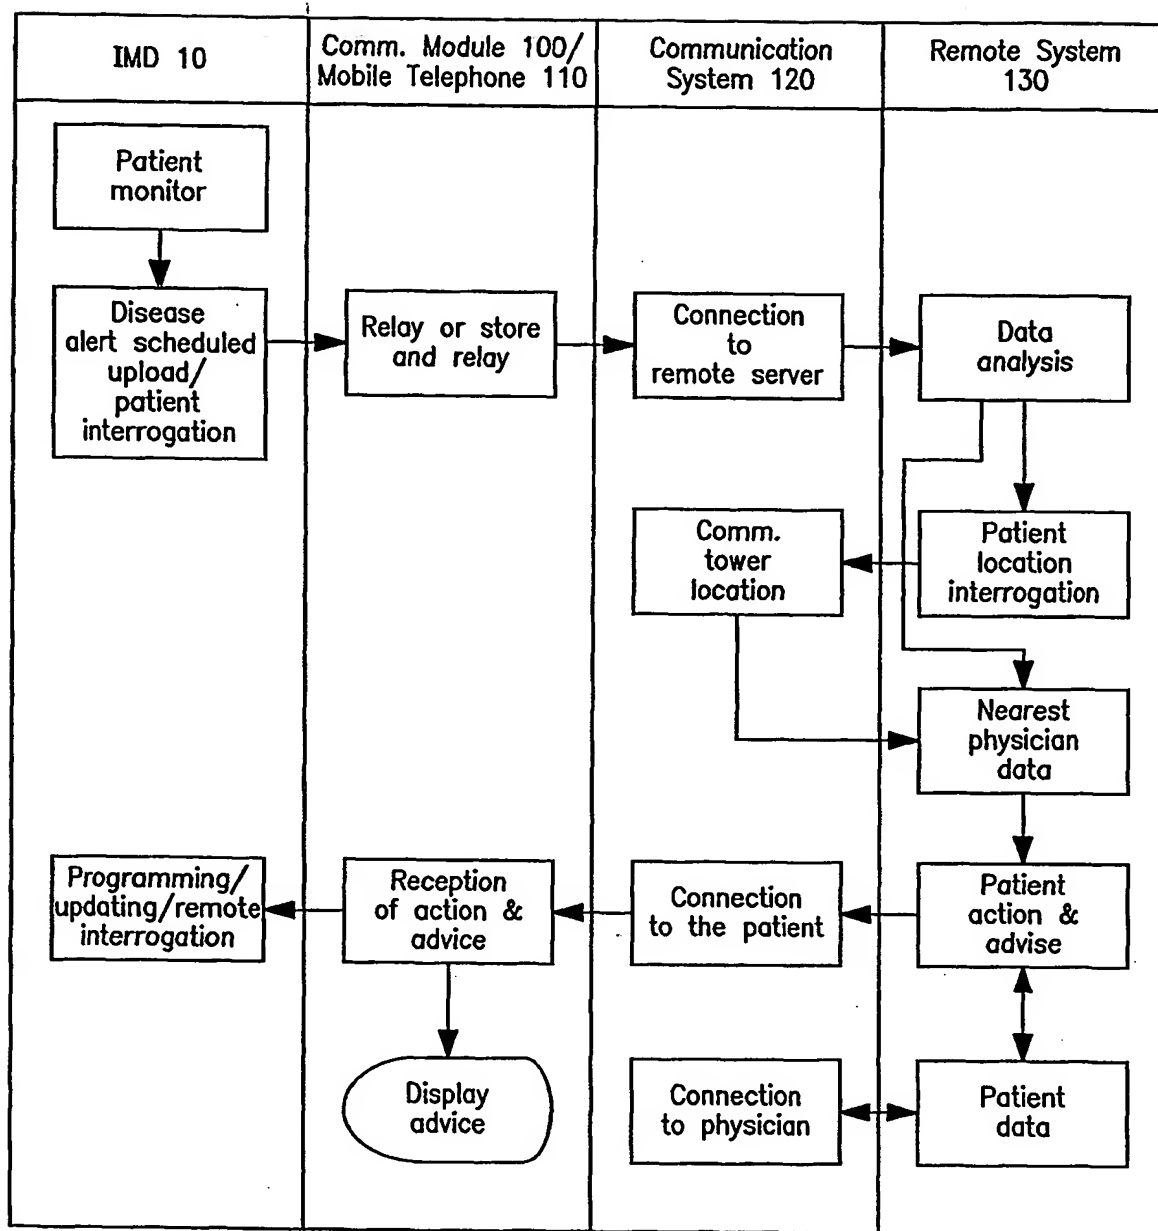 IMD 10
Comm. Module 100/
Mobile Telephone 110
Communication
System 120
Remote System
130
Patient
monitor
Disease
alert scheduled
upload/
patient
interrogation
Relay or store
and relay
Connection
to
remote server
Data
analysis
Comm.
tower
location
Patient
location
interrogation
Nearest
physician
data
Programming/
updating/remote
interrogation
Reception
of action &
advice
Connection
to the patient
Patient
action &
advise
Display
advice
Connection
to physician
Patient
data